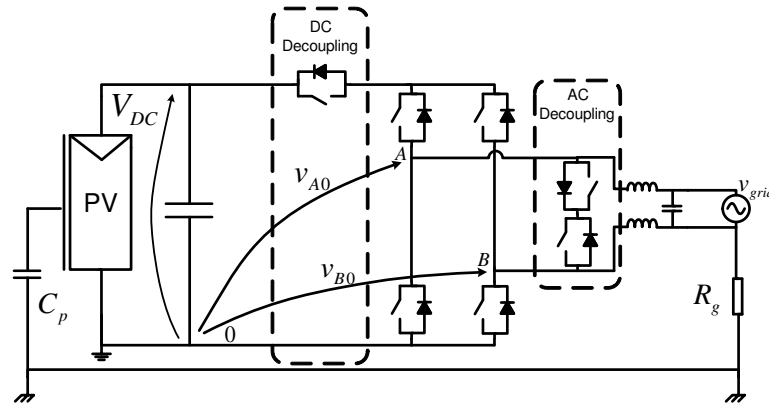 DC
Decoupling
V_DC
AC
Decoupling
A
v_A0
v_grid
PV
B
v_B0
C_p
R_g
0